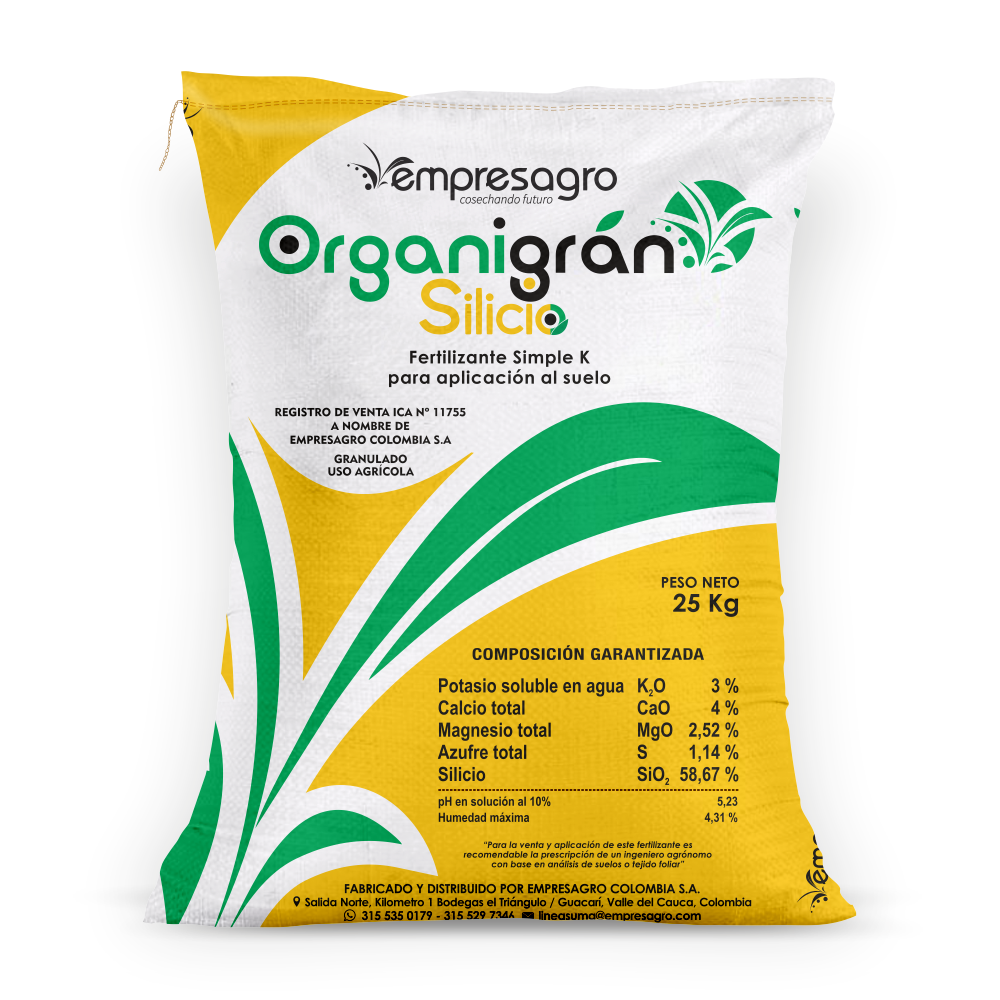 empresagro
cosechando futuro
Organigrán
Silicio
Fertilizante Simple K
para aplicación al suelo
REGISTRO DE VENTA ICA Nº 11755
A NOMBRE DE
EMPRESAGRO COLOMBIA S.A
GRANULADO
USO AGRÍCOLA
PESO NETO
25 Kg
COMPOSICIÓN GARANTIZADA
Potasio soluble en agua K₂O 3 %
Calcio total CaO 4 %
Magnesio total MgO 2,52 %
Azufre total S 1,14 %
Silicio SiO₂ 58,67 %
pH en solución al 10% 5,23
Humedad máxima 4,31 %
"Para la venta y aplicación de este fertilizante es
recomendable la prescripción de un ingeniero agrónomo
con base en análisis de suelos o tejido foliar"
FABRICADO Y DISTRIBUIDO POR EMPRESAGRO COLOMBIA S.A.
Salida Norte, Kilometro 1 Bodegas el Triángulo / Guacarí, Valle del Cauca, Colombia
315 535 0179 - 315 529 7346 lineasuma@empresagro.com